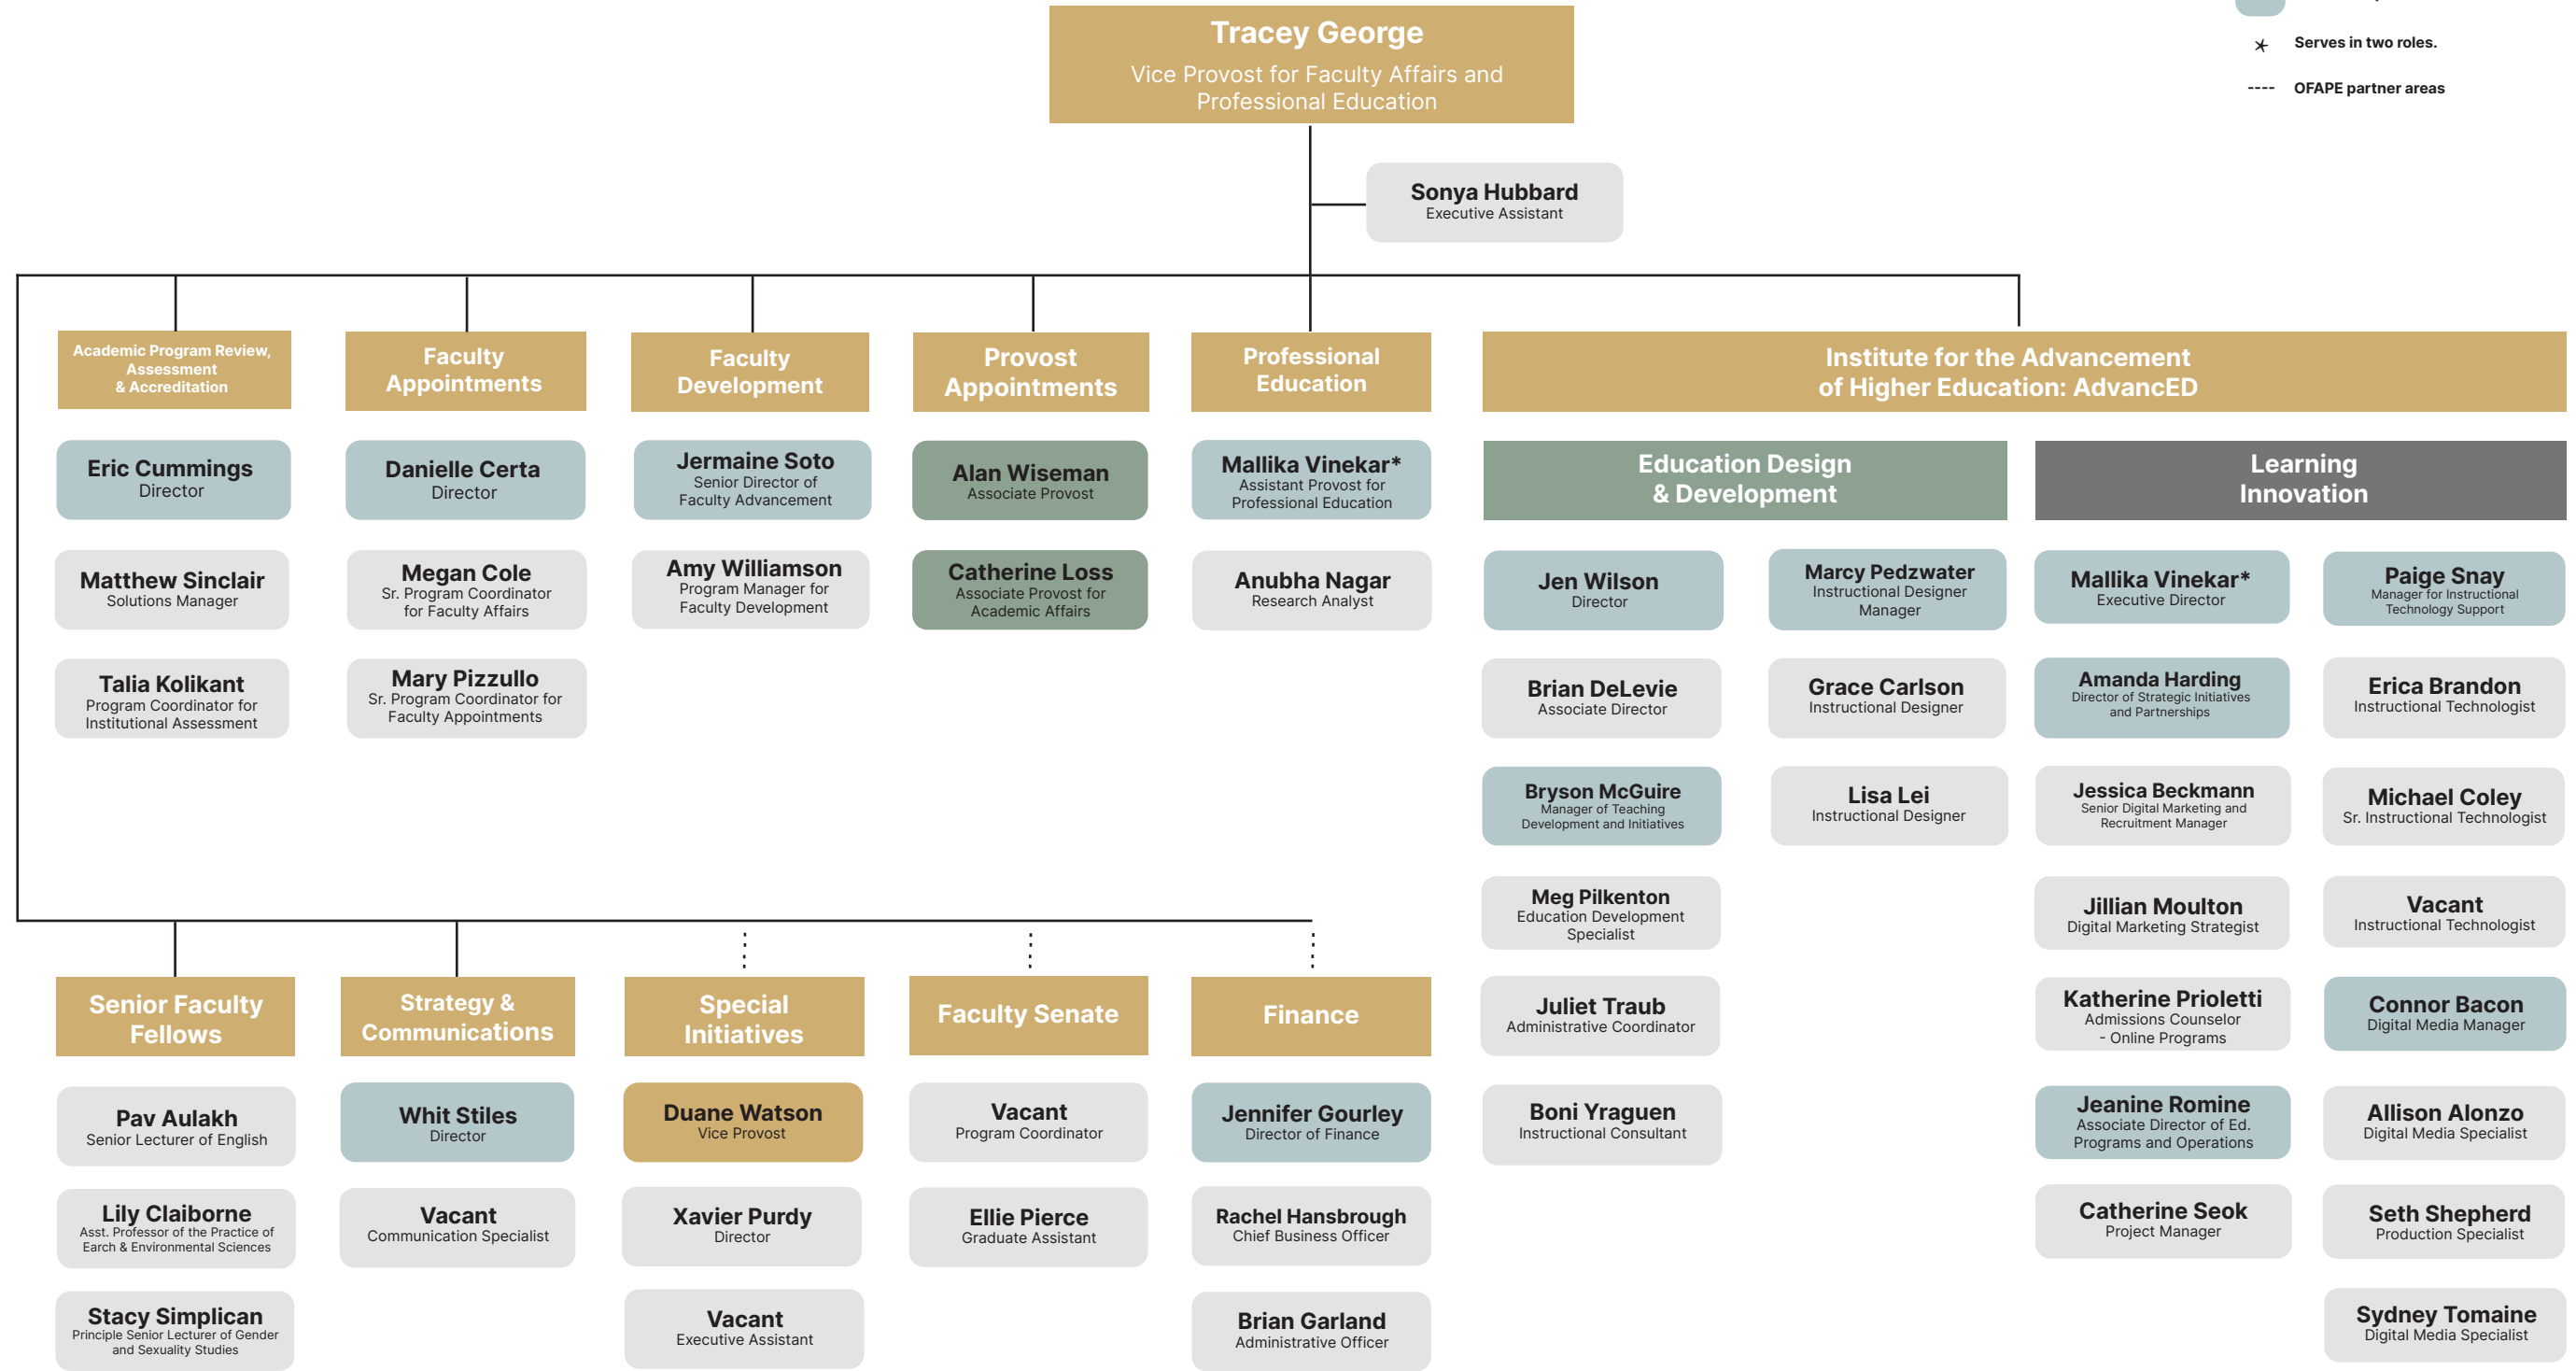 Tracey George
Vice Provost for Faculty Affairs and
Professional Education
* Serves in two roles.
---- OFAPE partner areas
Sonya Hubbard
Executive Assistant
Academic Program Review,
Assessment
& Accreditation
Eric Cummings
Director
Matthew Sinclair
Solutions Manager
Talia Kolikant
Program Coordinator for
Institutional Assessment
Faculty
Appointments
Danielle Certa
Director
Megan Cole
Sr. Program Coordinator
for Faculty Affairs
Mary Pizzullo
Sr. Program Coordinator for
Faculty Appointments
Faculty
Development
Jermaine Soto
Senior Director of
Faculty Advancement
Amy Williamson
Program Manager for
Faculty Development
Provost
Appointments
Alan Wiseman
Associate Provost
Catherine Loss
Associate Provost for
Academic Affairs
Professional
Education
Mallika Vinekar*
Assistant Provost for
Professional Education
Anubha Nagar
Research Analyst
Institute for the Advancement
of Higher Education: AdvancED
Education Design
& Development
Jen Wilson
Director
Brian DeLevie
Associate Director
Bryson McGuire
Manager of Teaching
Development and Initiatives
Meg Pilkenton
Education Development
Specialist
Juliet Traub
Administrative Coordinator
Boni Yraguen
Instructional Consultant
Marcy Pedzwater
Instructional Designer
Manager
Grace Carlson
Instructional Designer
Lisa Lei
Instructional Designer
Learning
Innovation
Mallika Vinekar*
Executive Director
Amanda Harding
Director of Strategic Initiatives
and Partnerships
Jessica Beckmann
Senior Digital Marketing and
Recruitment Manager
Jillian Moulton
Digital Marketing Strategist
Katherine Prioletti
Admissions Counselor
- Online Programs
Jeanine Romine
Associate Director of Ed.
Programs and Operations
Catherine Seok
Project Manager
Paige Snay
Manager for Instructional
Technology Support
Erica Brandon
Instructional Technologist
Michael Coley
Sr. Instructional Technologist
Vacant
Instructional Technologist
Connor Bacon
Digital Media Manager
Allison Alonzo
Digital Media Specialist
Seth Shepherd
Production Specialist
Sydney Tomaine
Digital Media Specialist
Senior Faculty
Fellows
Pav Aulakh
Senior Lecturer of English
Lily Claiborne
Asst. Professor of the Practice of
Earch & Environmental Sciences
Stacy Simplican
Principle Senior Lecturer of Gender
and Sexuality Studies
Strategy &
Communications
Whit Stiles
Director
Vacant
Communication Specialist
Special
Initiatives
Duane Watson
Vice Provost
Xavier Purdy
Director
Vacant
Executive Assistant
Faculty Senate
Vacant
Program Coordinator
Ellie Pierce
Graduate Assistant
Finance
Jennifer Gourley
Director of Finance
Rachel Hansbrough
Chief Business Officer
Brian Garland
Administrative Officer